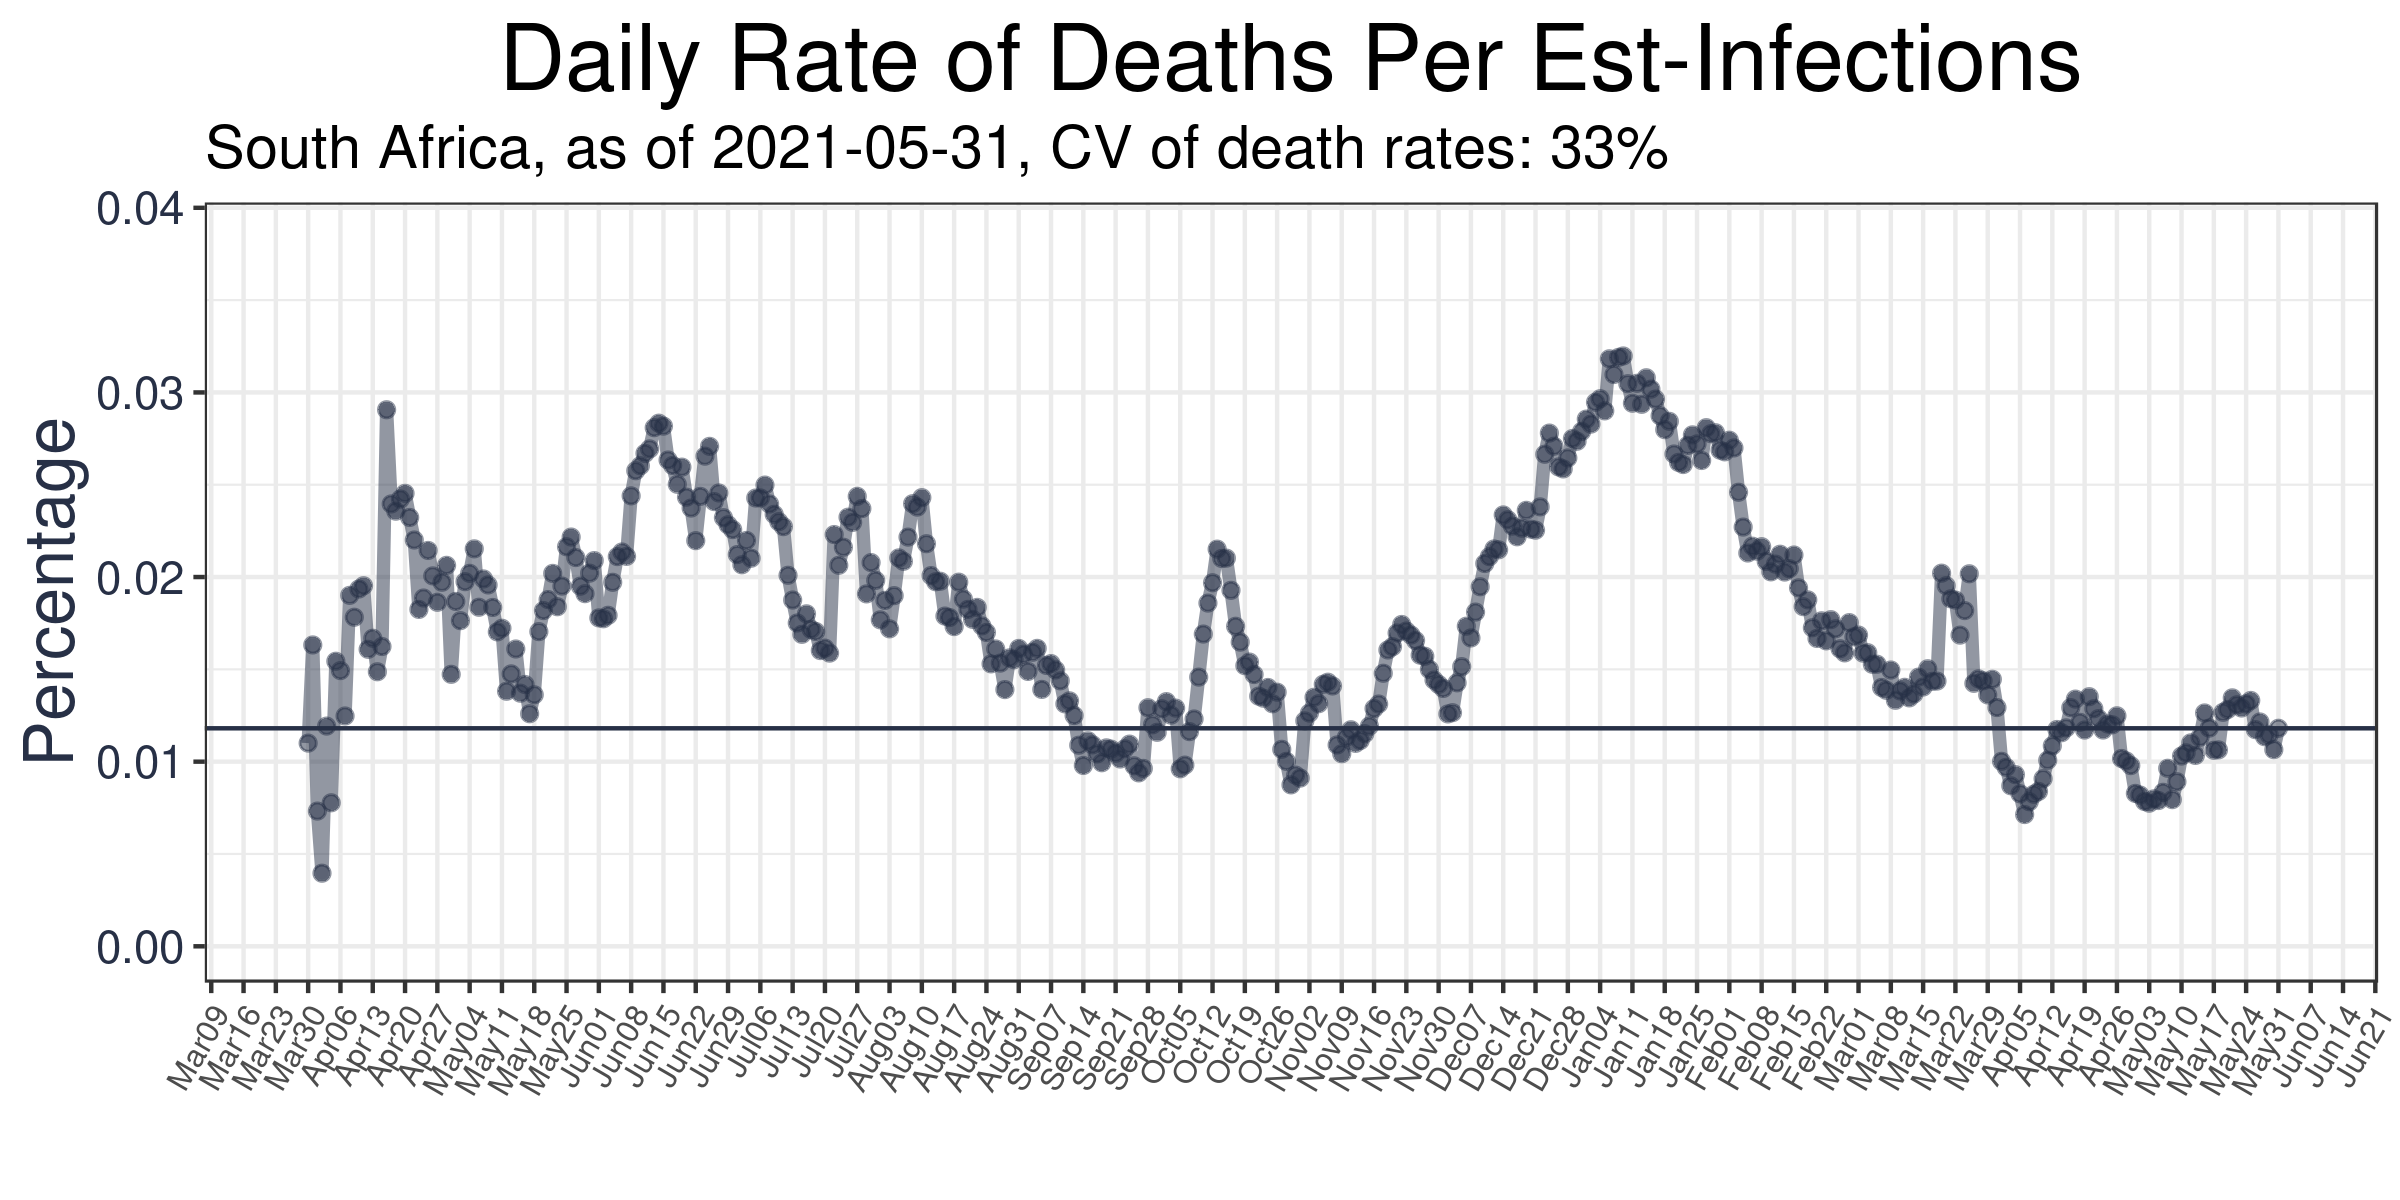 Daily Rate of Deaths Per Est-Infections
South Africa, as of 2021-05-31, CV of death rates: 33%
Percentage
0.04
0.03
0.02
0.01
0.00
Mar09
Mar16
Mar23
Mar30
Apr06
Apr13
Apr20
Apr27
May04
May11
May18
May25
Jun01
Jun08
Jun15
Jun22
Jun29
Jul06
Jul13
Jul20
Jul27
Aug03
Aug10
Aug17
Aug24
Aug31
Sep07
Sep14
Sep21
Sep28
Oct05
Oct12
Oct19
Oct26
Nov02
Nov09
Nov16
Nov23
Nov30
Dec07
Dec14
Dec21
Dec28
Jan04
Jan11
Jan18
Jan25
Feb01
Feb08
Feb15
Feb22
Mar01
Mar08
Mar15
Mar22
Mar29
Apr05
Apr12
Apr19
Apr26
May03
May10
May17
May24
May31
Jun07
Jun14
Jun21